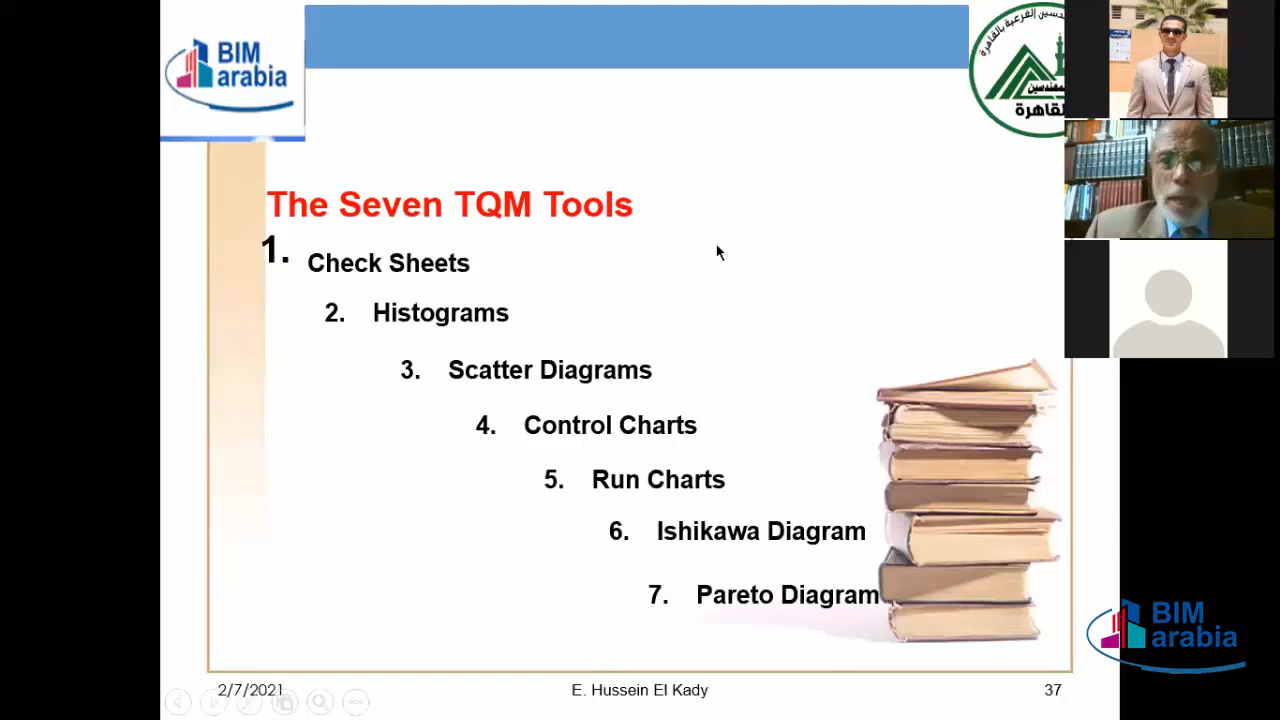 BIM
arabia
القاهرة
The Seven TQM Tools
1. Check Sheets
2. Histograms
3. Scatter Diagrams
4. Control Charts
5. Run Charts
6. Ishikawa Diagram
7. Pareto Diagram
BIM
arabia
2/7/2021
E. Hussein El Kady
37